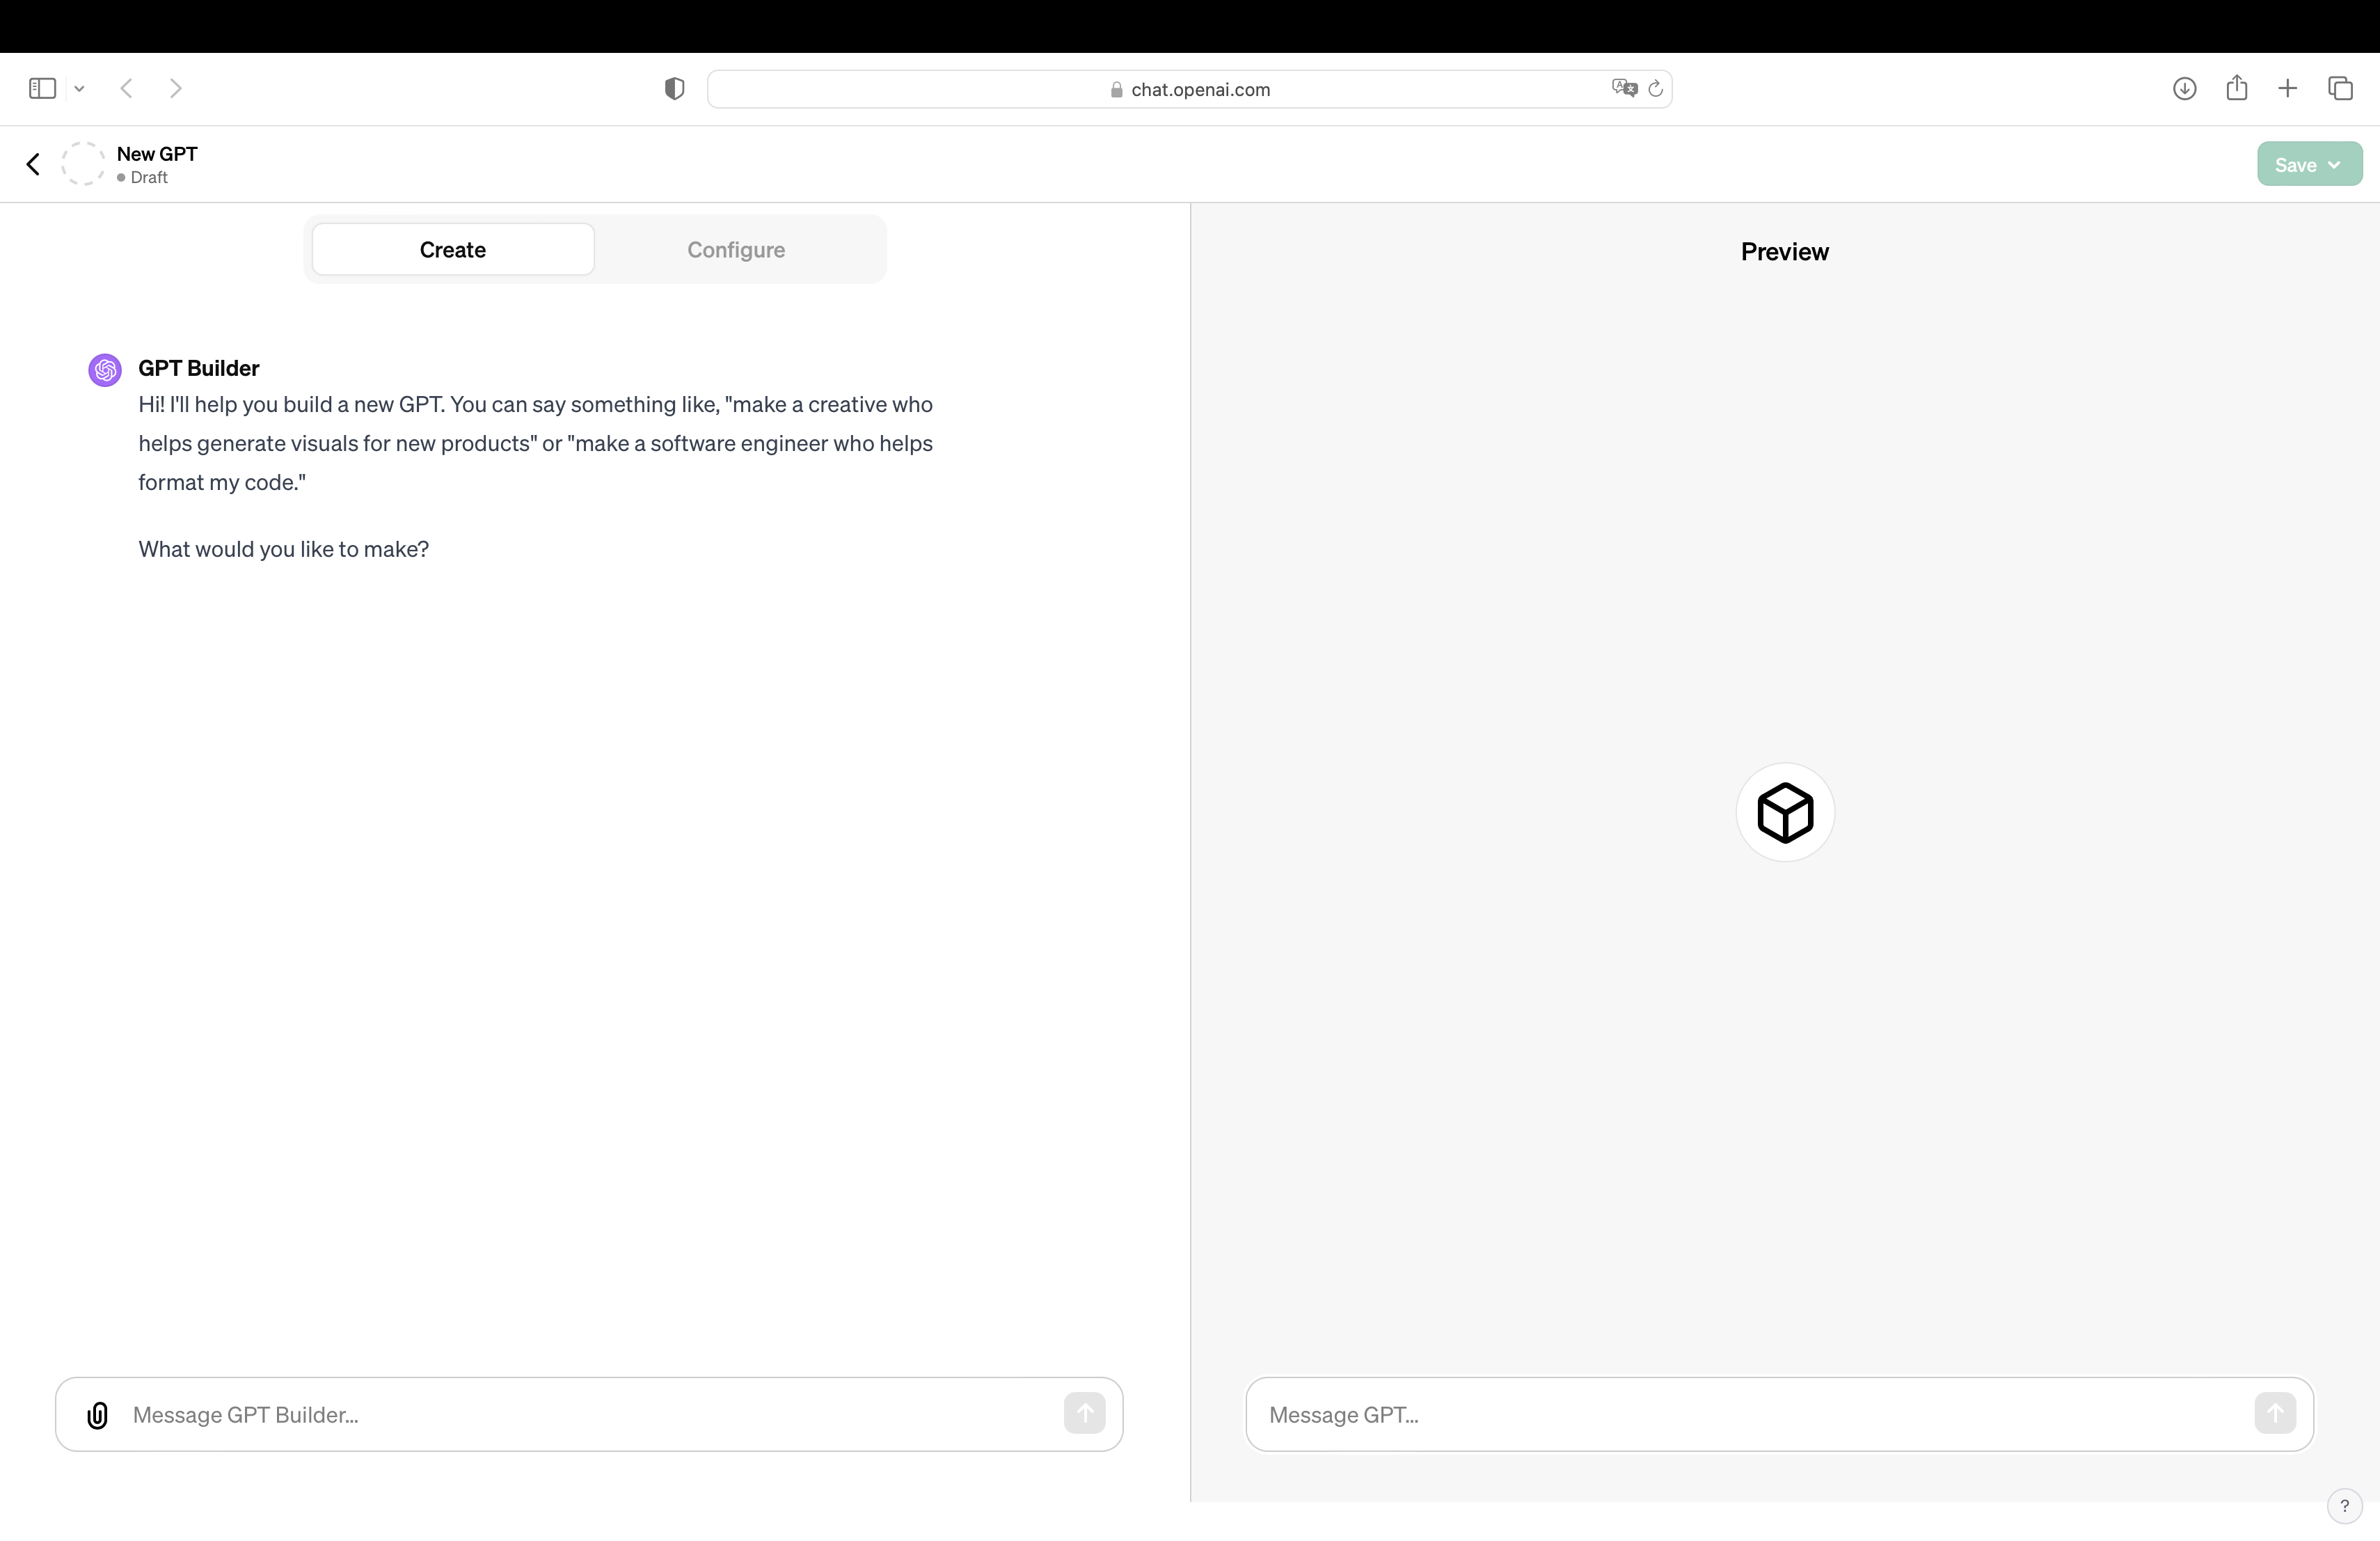 chat.openai.com
New GPT
Draft
Save
Create
Configure
Preview
GPT Builder
Hi! I'll help you build a new GPT. You can say something like, "make a creative who
helps generate visuals for new products" or "make a software engineer who helps
format my code."
What would you like to make?
Message GPT Builder...
Message GPT...
?